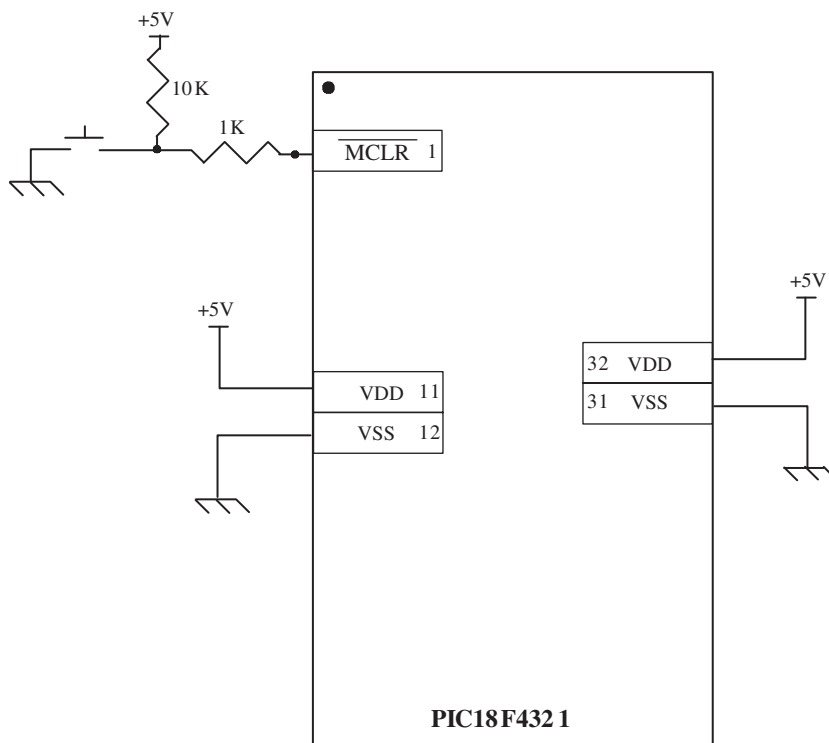 +5V
10K
1K
MCLR 1
+5V
+5V
32 VDD
VDD 11
31 VSS
VSS 12
PIC18F4321